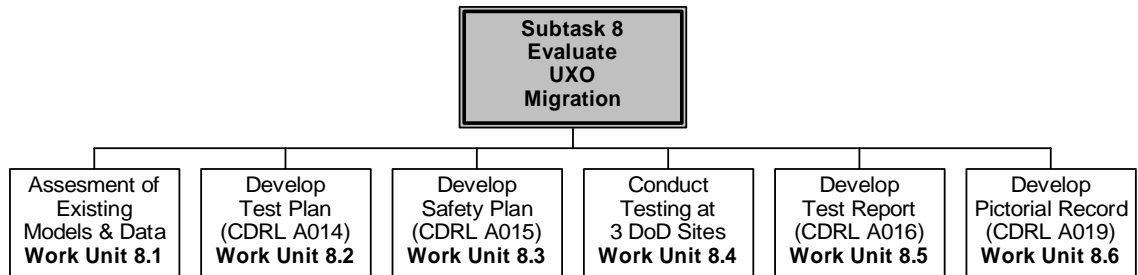 Subtask 8
Evaluate
UXO
Migration
Assesment of
Existing
Models & Data
Work Unit 8.1
Develop
Test Plan
(CDRL A014)
Work Unit 8.2
Develop
Safety Plan
(CDRL A015)
Work Unit 8.3
Conduct
Testing at
3 DoD Sites
Work Unit 8.4
Develop
Test Report
(CDRL A016)
Work Unit 8.5
Develop
Pictorial Record
(CDRL A019)
Work Unit 8.6